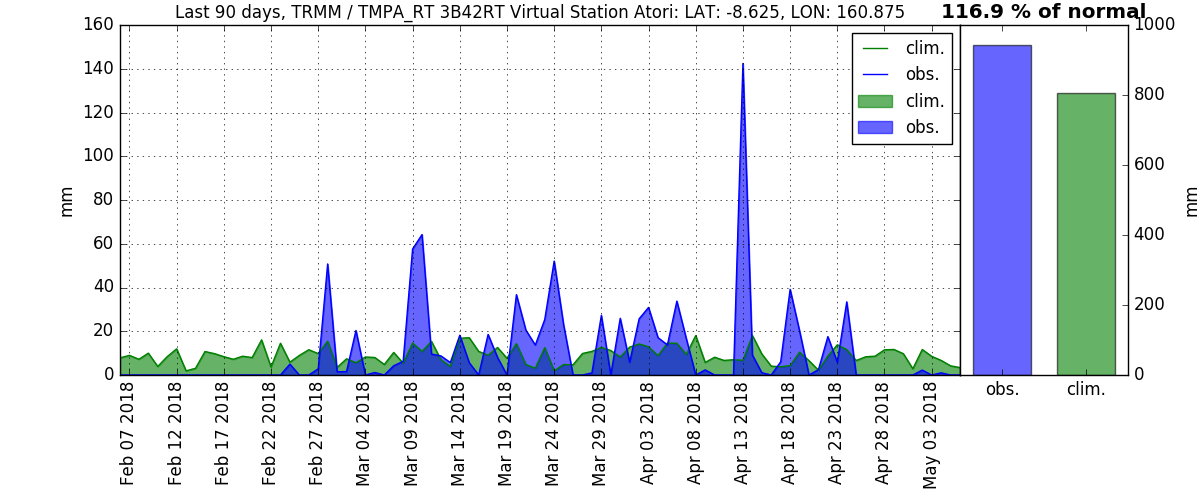 Last 90 days, TRMM / TMPA_RT 3B42RT Virtual Station Atori: LAT: -8.625, LON: 160.875
116.9 % of normal
160
140
120
100
80
60
40
20
0
mm
clim.
obs.
clim.
obs.
1000
800
600
400
200
0
mm
Feb 07 2018
Feb 12 2018
Feb 17 2018
Feb 22 2018
Feb 27 2018
Mar 04 2018
Mar 09 2018
Mar 14 2018
Mar 19 2018
Mar 24 2018
Mar 29 2018
Apr 03 2018
Apr 08 2018
Apr 13 2018
Apr 18 2018
Apr 23 2018
Apr 28 2018
May 03 2018
obs.
clim.